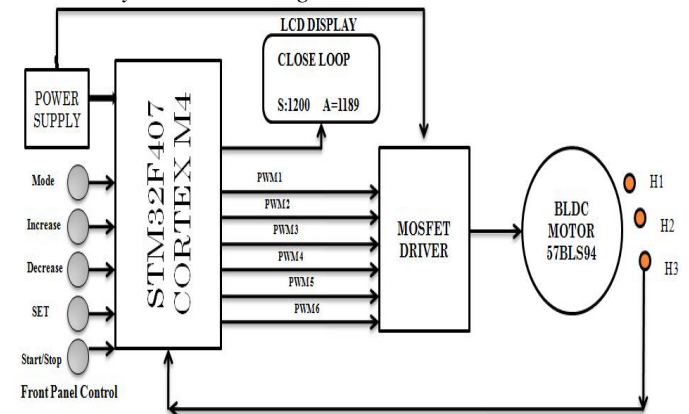 LCD DISPLAY
CLOSE LOOP
S:1200 A=1189
POWER
SUPPLY
STM32F407
CORTEX M4
Mode
Increase
Decrease
SET
Start/Stop
Front Panel Control
PWM1
PWM2
PWM3
PWM4
PWM5
PWM6
MOSFET
DRIVER
BLDC
MOTOR
57BLS94
H1
H2
H3